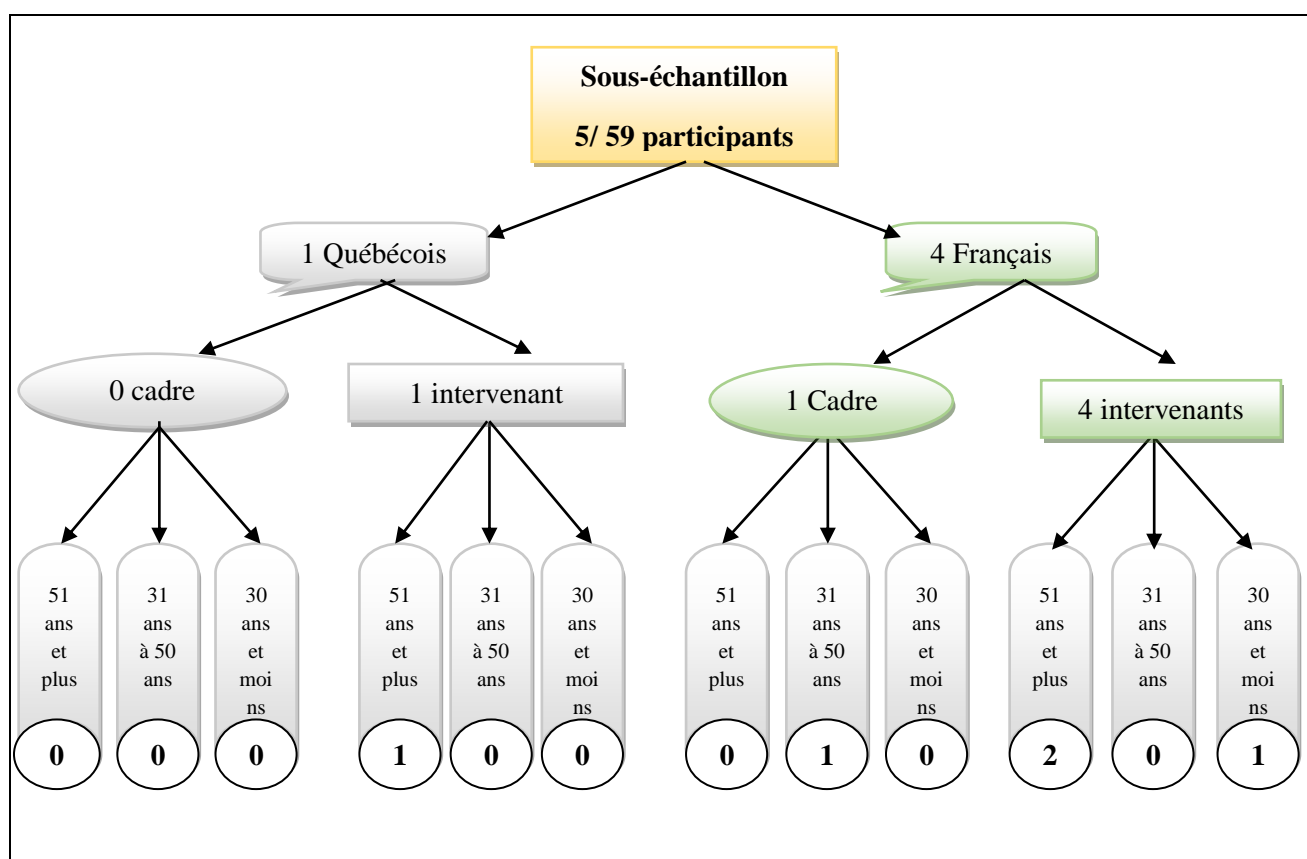 Sous-échantillon
5/ 59 participants
1 Québécois
4 Français
0 cadre
1 intervenant
1 Cadre
4 intervenants
51
ans
et
plus
31
ans
à 50
ans
30
ans
et
moi
ns
51
ans
et
plus
31
ans
à 50
ans
30
ans
et
moi
ns
51
ans
et
plus
31
ans
à 50
ans
30
ans
et
moi
ns
51
ans
et
plus
31
ans
à 50
ans
30
ans
et
moi
ns
0
0
0
1
0
0
0
1
0
2
0
1